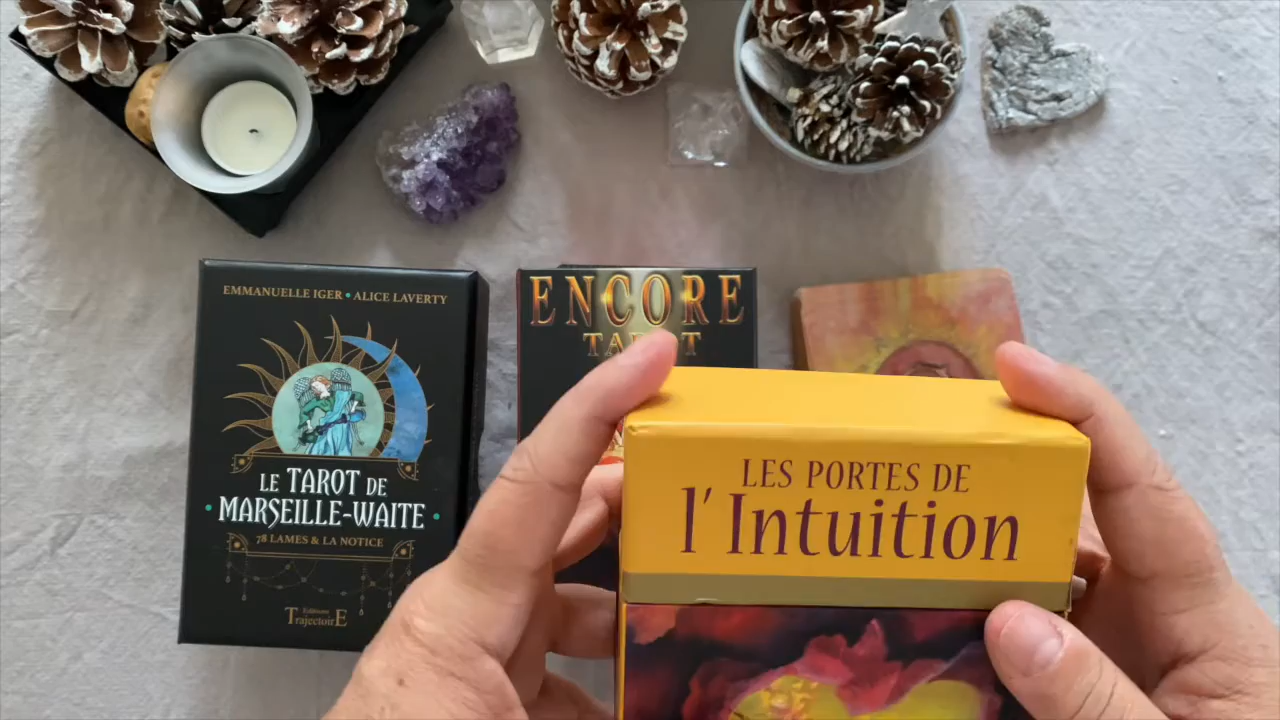 EMMANUELLE IGER • ALICE LAVERTY
LE TAROT DE
• MARSEILLE-WAITE •
78 LAMES & LA NOTICE
Editions
TrajectoirE
ENCORE
TAROT
LES PORTES DE
l'Intuition